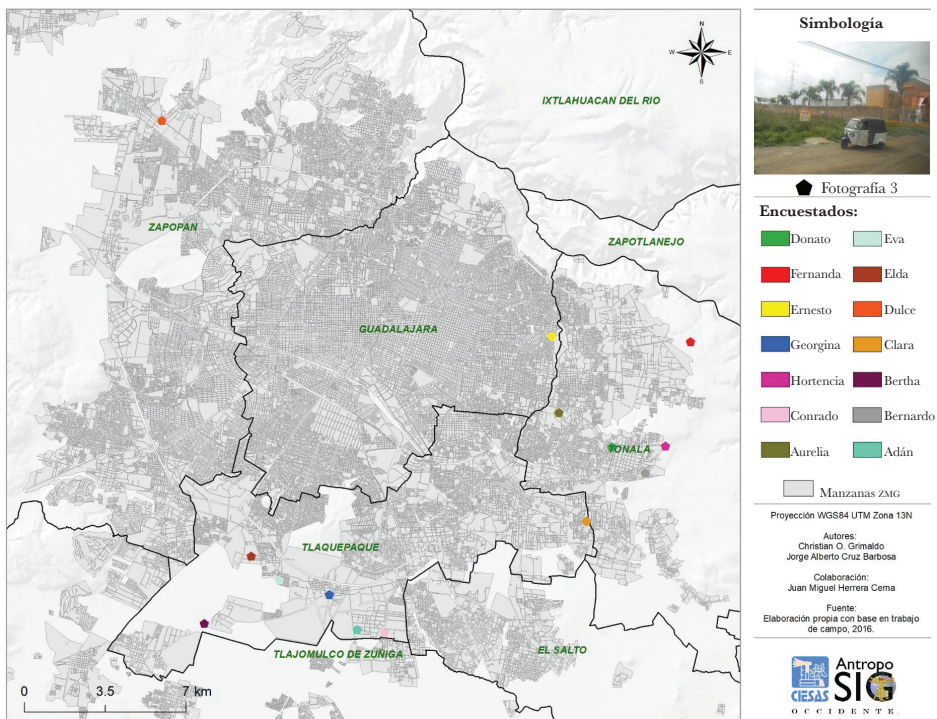 N
W E
S
IXTLAHUACAN DEL RIO
ZAPOPAN
ZAPOTLANEJO
GUADALAJARA
TONALA
TLAQUEPAQUE
TLAJOMULCO DE ZUÑIGA
EL SALTO
0 3.5 7 km
Simbología
Fotografía 3
Encuestados:
Donato Eva
Fernanda Elda
Ernesto Dulce
Georgina Clara
Hortencia Bertha
Conrado Bernardo
Aurelia Adán
Manzanas ZMG
Proyección WGS84 UTM Zona 13N
Autores:
Christian O. Grimaldo
Jorge Alberto Cruz Barbosa
Colaboración:
Juan Miguel Herrera Cema
Fuente:
Elaboración propia con base en trabajo
de campo, 2016.
CIESAS
Antropo
SIG
OCCIDENTE